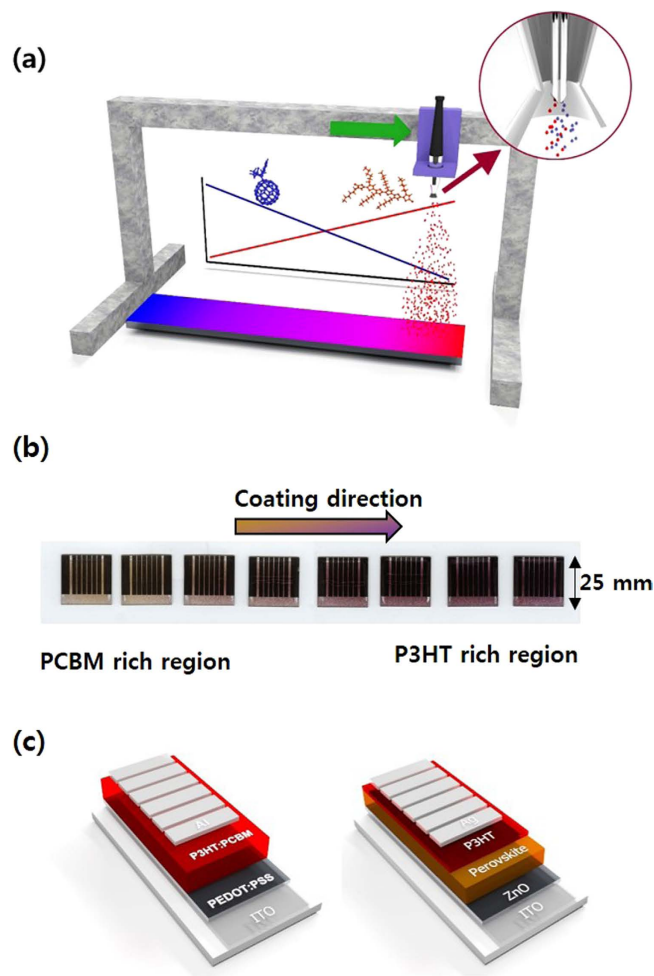 (a)
(b)
Coating direction
25 mm
PCBM rich region
P3HT rich region
(c)
Al
P3HT:PCBM
PEDOT:PSS
ITO
Ag
P3HT
Perovskite
ZnO
ITO